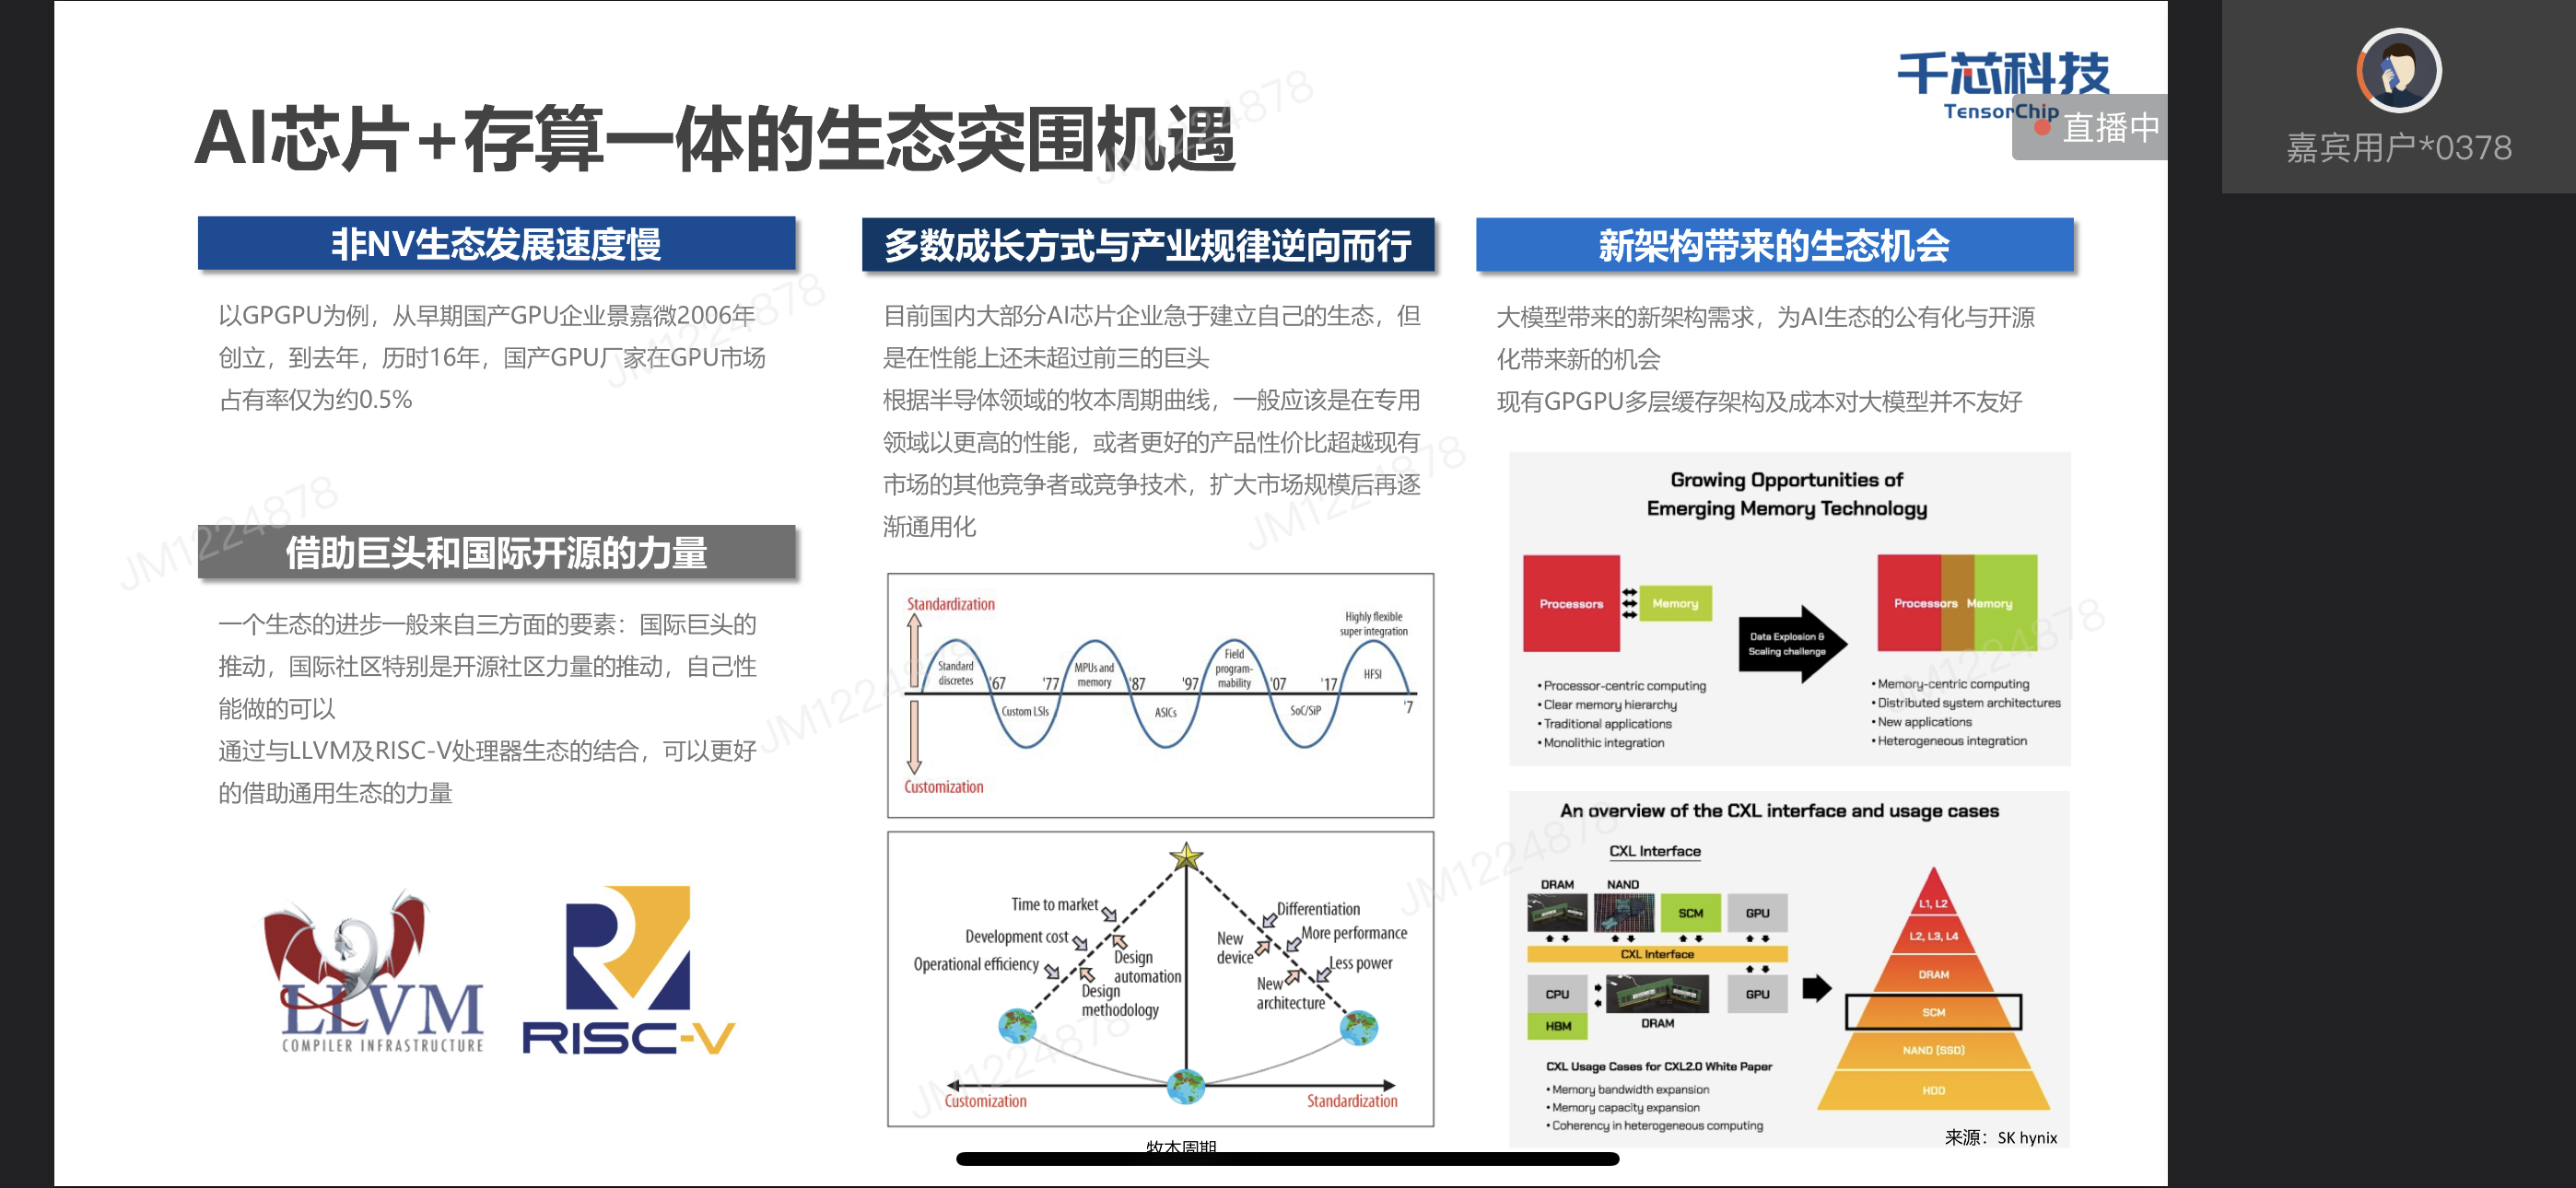 千芯科技
TensorChip
直播中
嘉宾用户*0378
AI芯片+存算一体的生态突围机遇
非NV生态发展速度慢
以GPGPU为例，从早期国产GPU企业景嘉微2006年
创立，到去年，历时16年，国产GPU厂家在GPU市场
占有率仅为约0.5%
借助巨头和国际开源的力量
一个生态的进步一般来自三方面的要素：国际巨头的
推动，国际社区特别是开源社区力量的推动，自己性
能做的可以
通过与LLVM及RISC-V处理器生态的结合，可以更好
的借助通用生态的力量
LLVM
COMPILER INFRASTRUCTURE
RISC-V
多数成长方式与产业规律逆向而行
目前国内大部分AI芯片企业急于建立自己的生态，但
是在性能上还未超过前三的巨头
根据半导体领域的牧本周期曲线，一般应该是在专用
领域以更高的性能，或者更好的产品性价比超越现有
市场的其他竞争者或竞争技术，扩大市场规模后再逐
渐通用化
Standardization
Highly flexible
super integration
Standard
discretes
MPUs and
memory
Field
program-
mability
HFSI
'67
'77
'87
'97
'07
'17
'7
Custom LSIs
ASICs
SoC/SiP
Customization
Time to market
Development cost
Operational efficiency
Design
automation
Design
methodology
Differentiation
More performance
Less power
New
device
New
architecture
Customization
Standardization
牧本周期
新架构带来的生态机会
大模型带来的新架构需求，为AI生态的公有化与开源
化带来新的机会
现有GPGPU多层缓存架构及成本对大模型并不友好
Growing Opportunities of
Emerging Memory Technology
Processors
Memory
Data Explosion &
Scaling challenge
Processors Memory
• Processor-centric computing
• Clear memory hierarchy
• Traditional applications
• Monolithic integration
• Memory-centric computing
• Distributed system architectures
• New applications
• Heterogeneous integration
An overview of the CXL interface and usage cases
CXL Interface
DRAM
NAND
SCM
GPU
CXL Interface
CPU
HBM
DRAM
GPU
CXL Usage Cases for CXL2.0 White Paper
• Memory bandwidth expansion
• Memory capacity expansion
• Coherency in heterogeneous computing
L1, L2
L2, L3, L4
DRAM
SCM
NAND (SSD)
HDD
来源：SK hynix
JM1224878
JM1224878
JM1224878
JM1224878
JM1224878
JM1224878
JM1224878
JM1224878